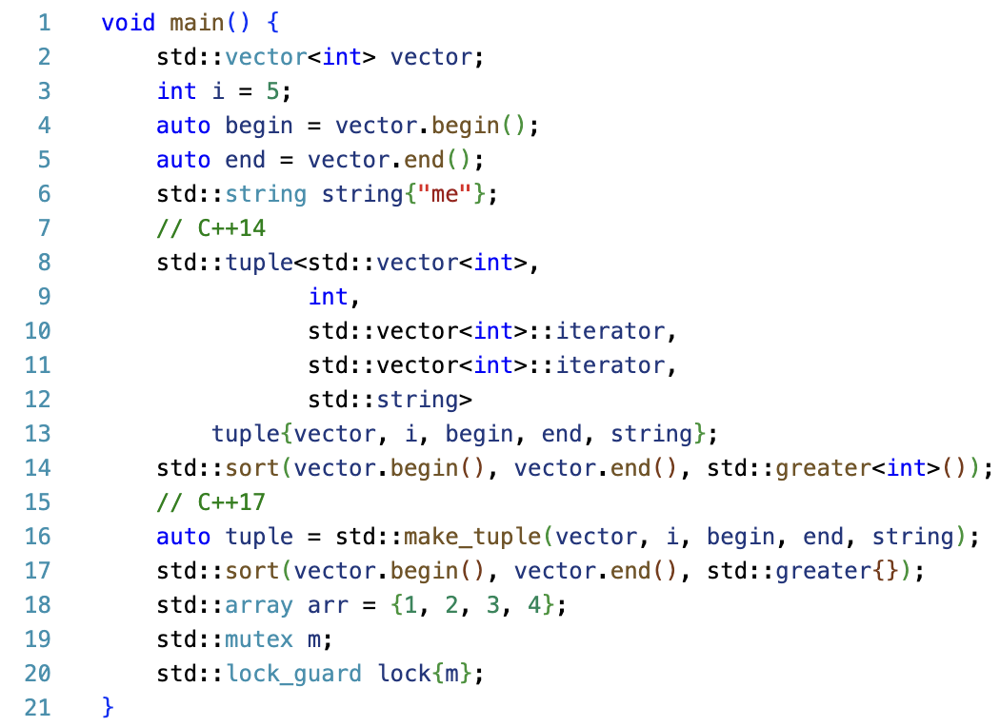 1 void main() {
2 std::vector<int> vector;
3 int i = 5;
4 auto begin = vector.begin();
5 auto end = vector.end();
6 std::string string{"me"};
7 // C++14
8 std::tuple<std::vector<int>,
9 int,
10 std::vector<int>::iterator,
11 std::vector<int>::iterator,
12 std::string>
13 tuple{vector, i, begin, end, string};
14 std::sort(vector.begin(), vector.end(), std::greater<int>());
15 // C++17
16 auto tuple = std::make_tuple(vector, i, begin, end, string);
17 std::sort(vector.begin(), vector.end(), std::greater{});
18 std::array arr = {1, 2, 3, 4};
19 std::mutex m;
20 std::lock_guard lock{m};
21 }